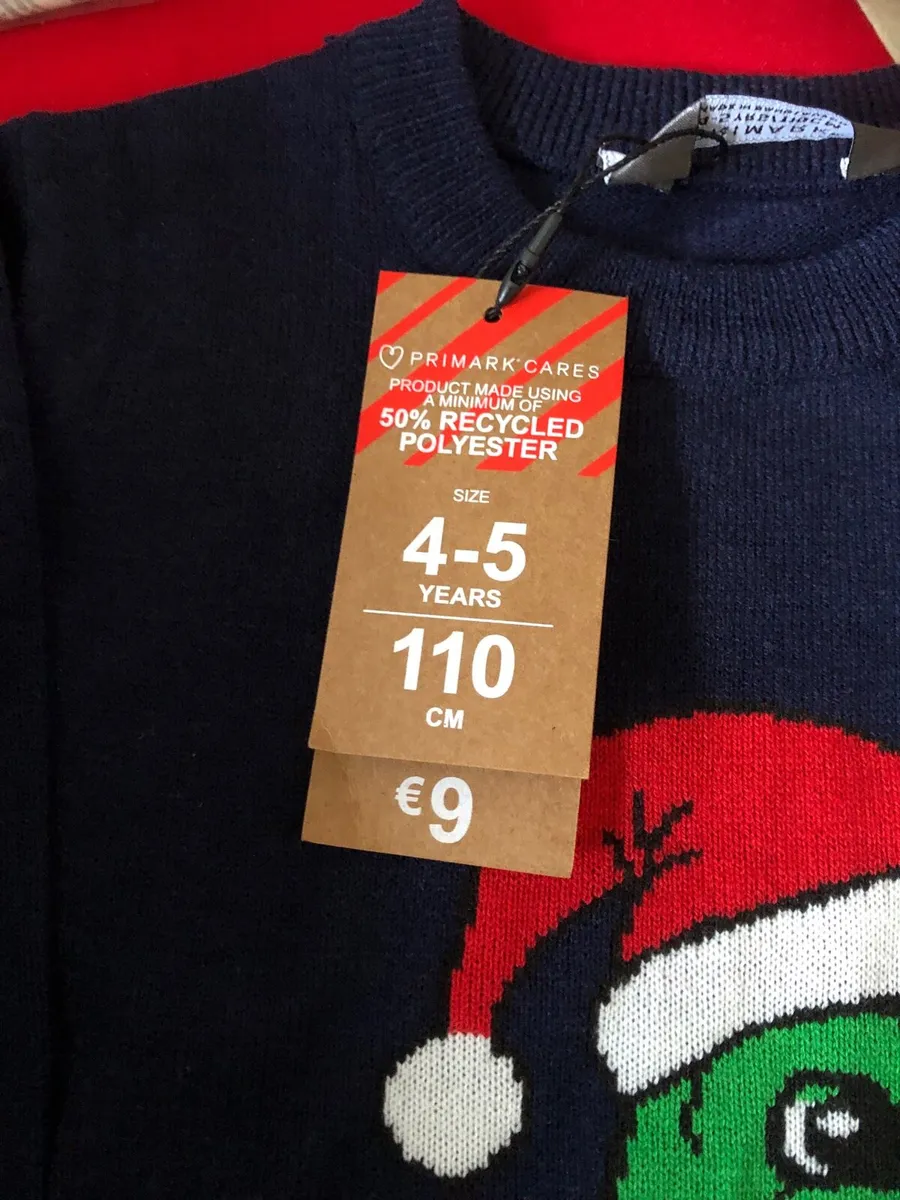 PRIMARK CARES
PRODUCT MADE USING
A MINIMUM OF
50% RECYCLED
POLYESTER
SIZE
4-5
YEARS
110
CM
€9